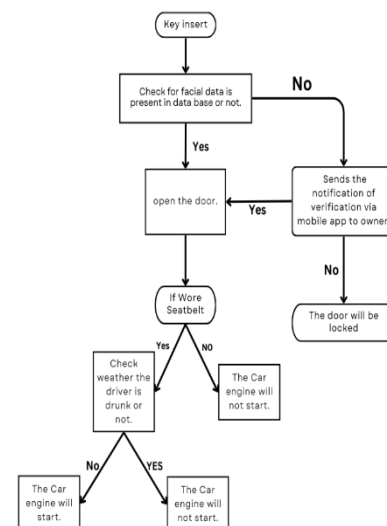 Key insert
Check for facial data is
present in data base or not.
No
Yes
open the door.
Yes
Sends the
notification of
verification via
mobile app to owner
No
The door will be
locked
If Wore
Seatbelt
Yes
NO
Check
weather the
driver is
drunk or
not.
The Car
engine will
not start.
No
YES
The Car
engine will
start.
The Car
engine will
not start.